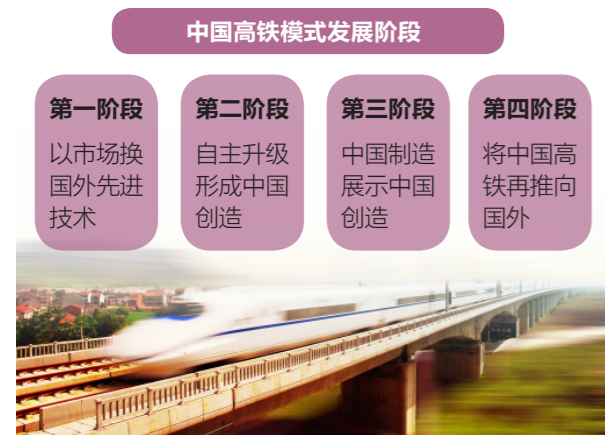 中国高铁模式发展阶段
第一阶段
以市场换
国外先进
技术
第二阶段
自主升级
形成中国
创造
第三阶段
中国制造
展示中国
创造
第四阶段
将中国高
铁再推向
国外